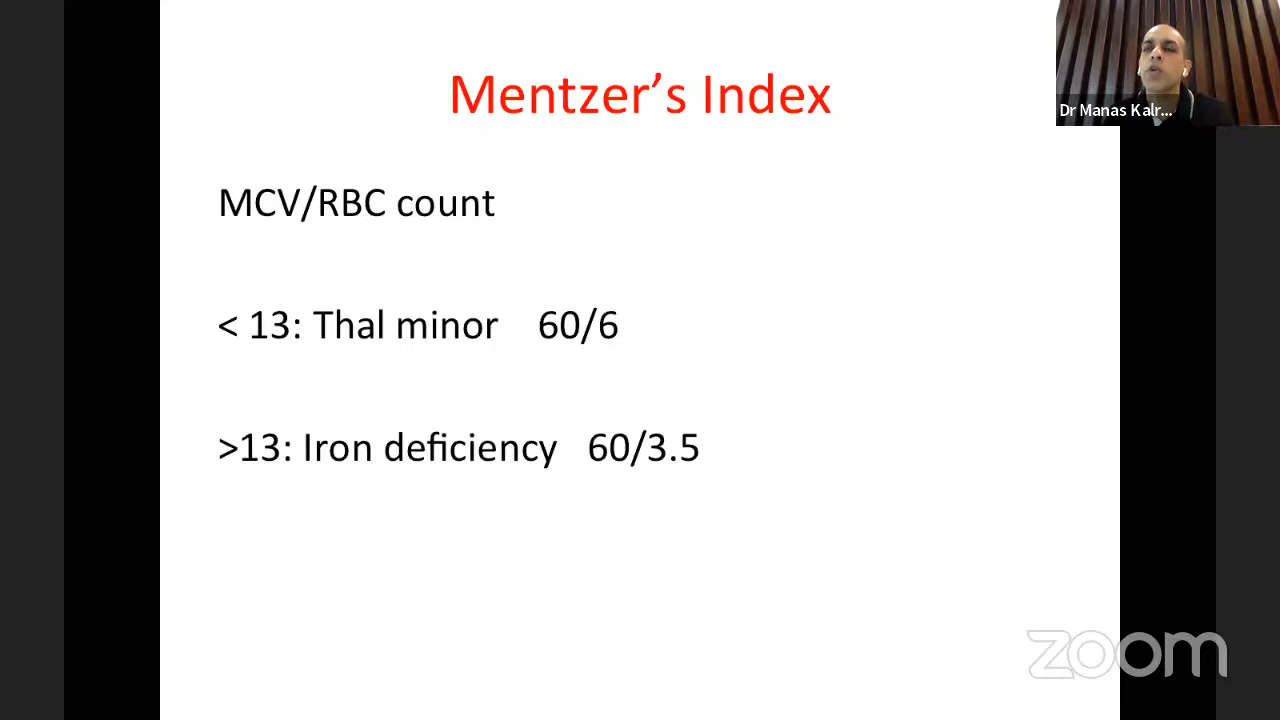 Mentzer’s Index
Dr Manas Kalr...
MCV/RBC count
< 13: Thal minor 60/6
>13: Iron deficiency 60/3.5
zoom